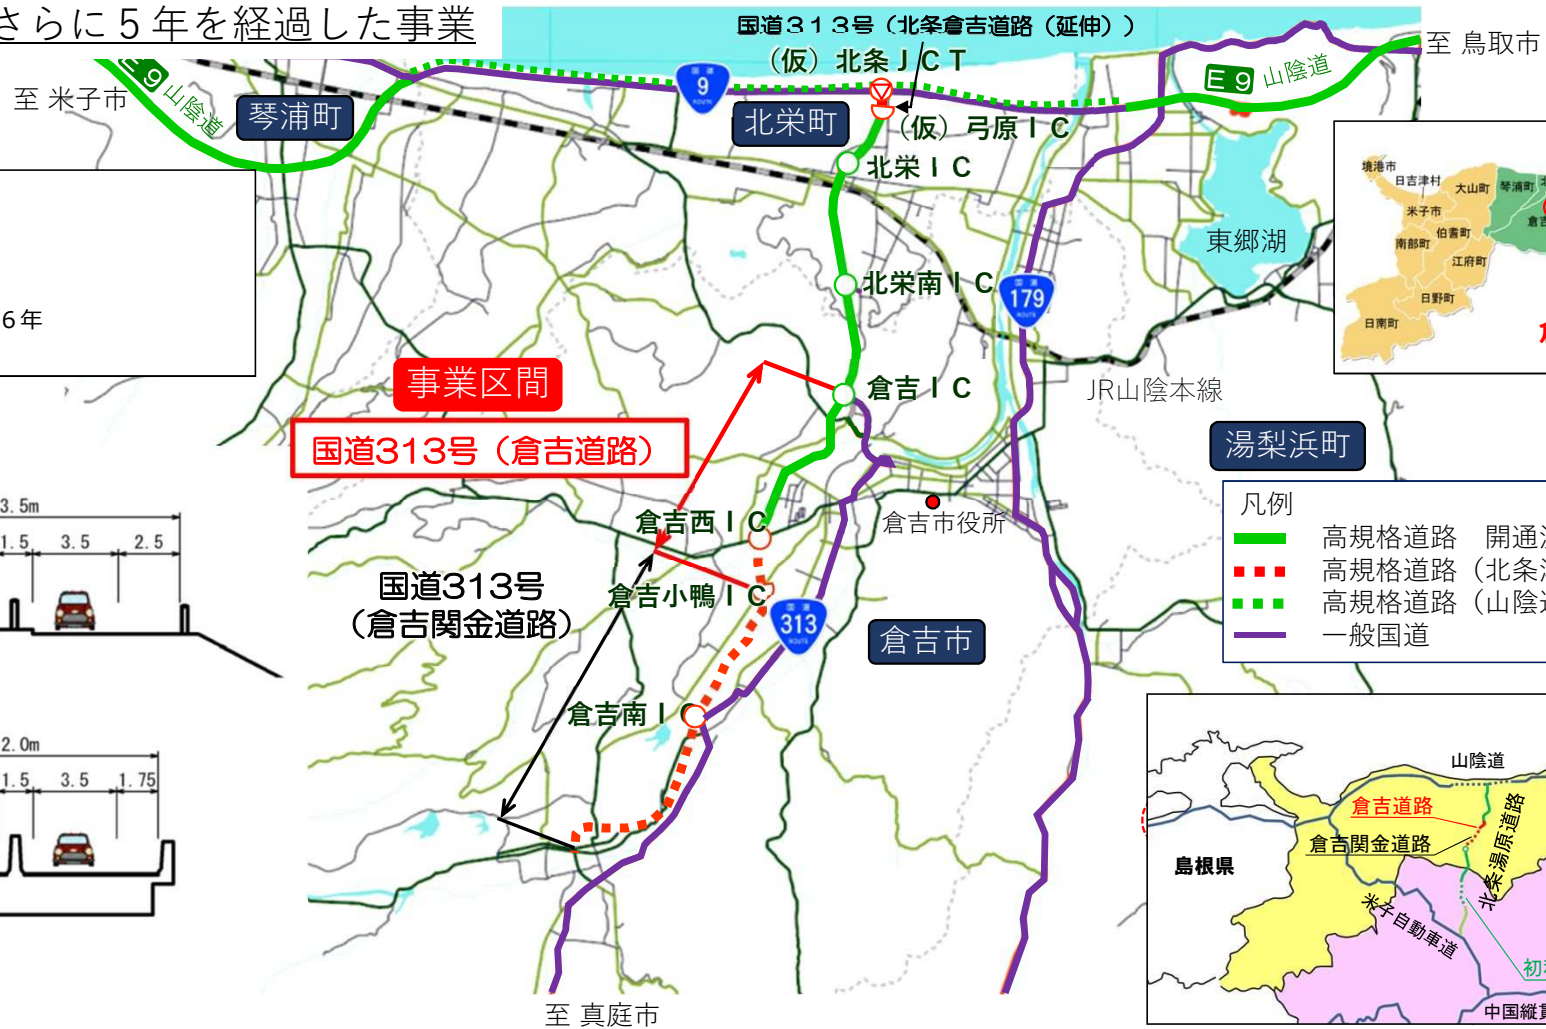 さらに５年を経過した事業
国道３１３号（北条倉吉道路（延伸））
（仮）北条ＪＣＴ
至 鳥取市
至 米子市
E9 山陰道
E9 山陰道
琴浦町
国道
9
ROUTE
北栄町
（仮）弓原ＩＣ
北栄ＩＣ
東郷湖
境港市
日吉津村
大山町
琴浦町
米子市
伯耆町
南部町
江府町
日野町
日南町
北栄南ＩＣ
国道
179
ROUTE
6年
事業区間
倉吉ＩＣ
JR山陰本線
国道313号（倉吉道路）
湯梨浜町
3.5m
1.5 3.5 2.5
倉吉西ＩＣ
倉吉市役所
凡例
高規格道路　開通
高規格道路（北条
高規格道路（山陰
一般国道
国道313号
（倉吉関金道路）
倉吉小鴨ＩＣ
国道
313
ROUTE
倉吉市
倉吉南ＩＣ
2.0m
1.5 3.5 1.75
山陰道
倉吉道路
倉吉関金道路
北条湯原道路
島根県
米子自動車道
中国縦貫
至 真庭市